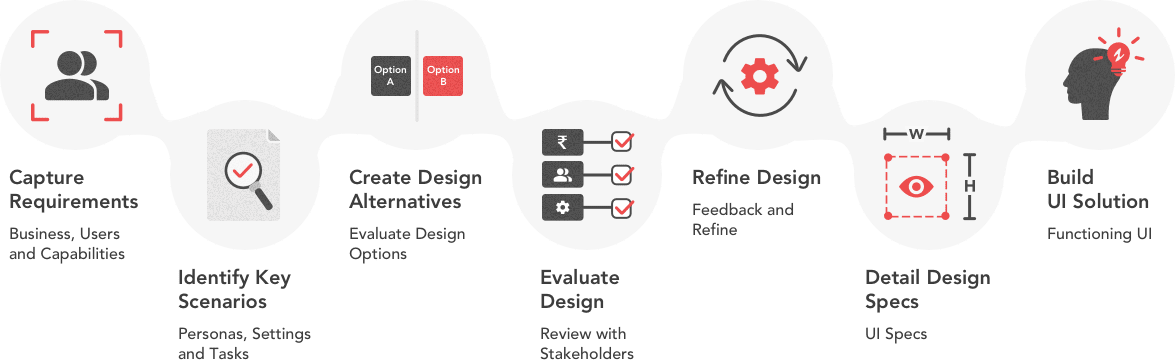 Capture
Requirements
Business, Users
and Capabilities
Identify Key
Scenarios
Personas, Settings
and Tasks
Option
A
Option
B
Create Design
Alternatives
Evaluate Design
Options
₹
Evaluate
Design
Review with
Stakeholders
Refine Design
Feedback and
Refine
W
H
Detail Design
Specs
UI Specs
Build
UI Solution
Functioning UI